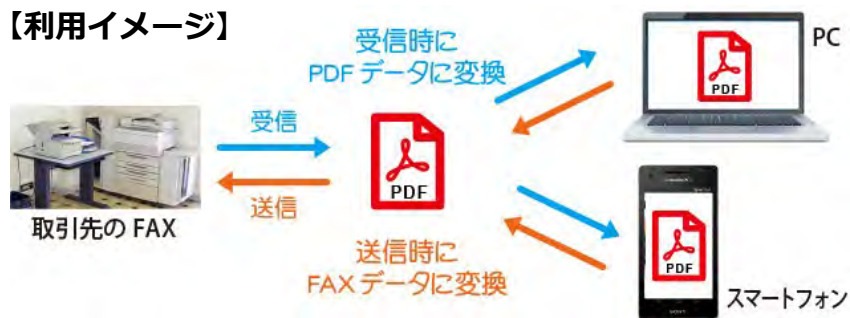 【利用イメージ】
受信時に
PDFデータに変換
PC
PDF
受信
PDF
送信
取引先のFAX
送信時に
FAXデータに変換
PDF
スマートフォン